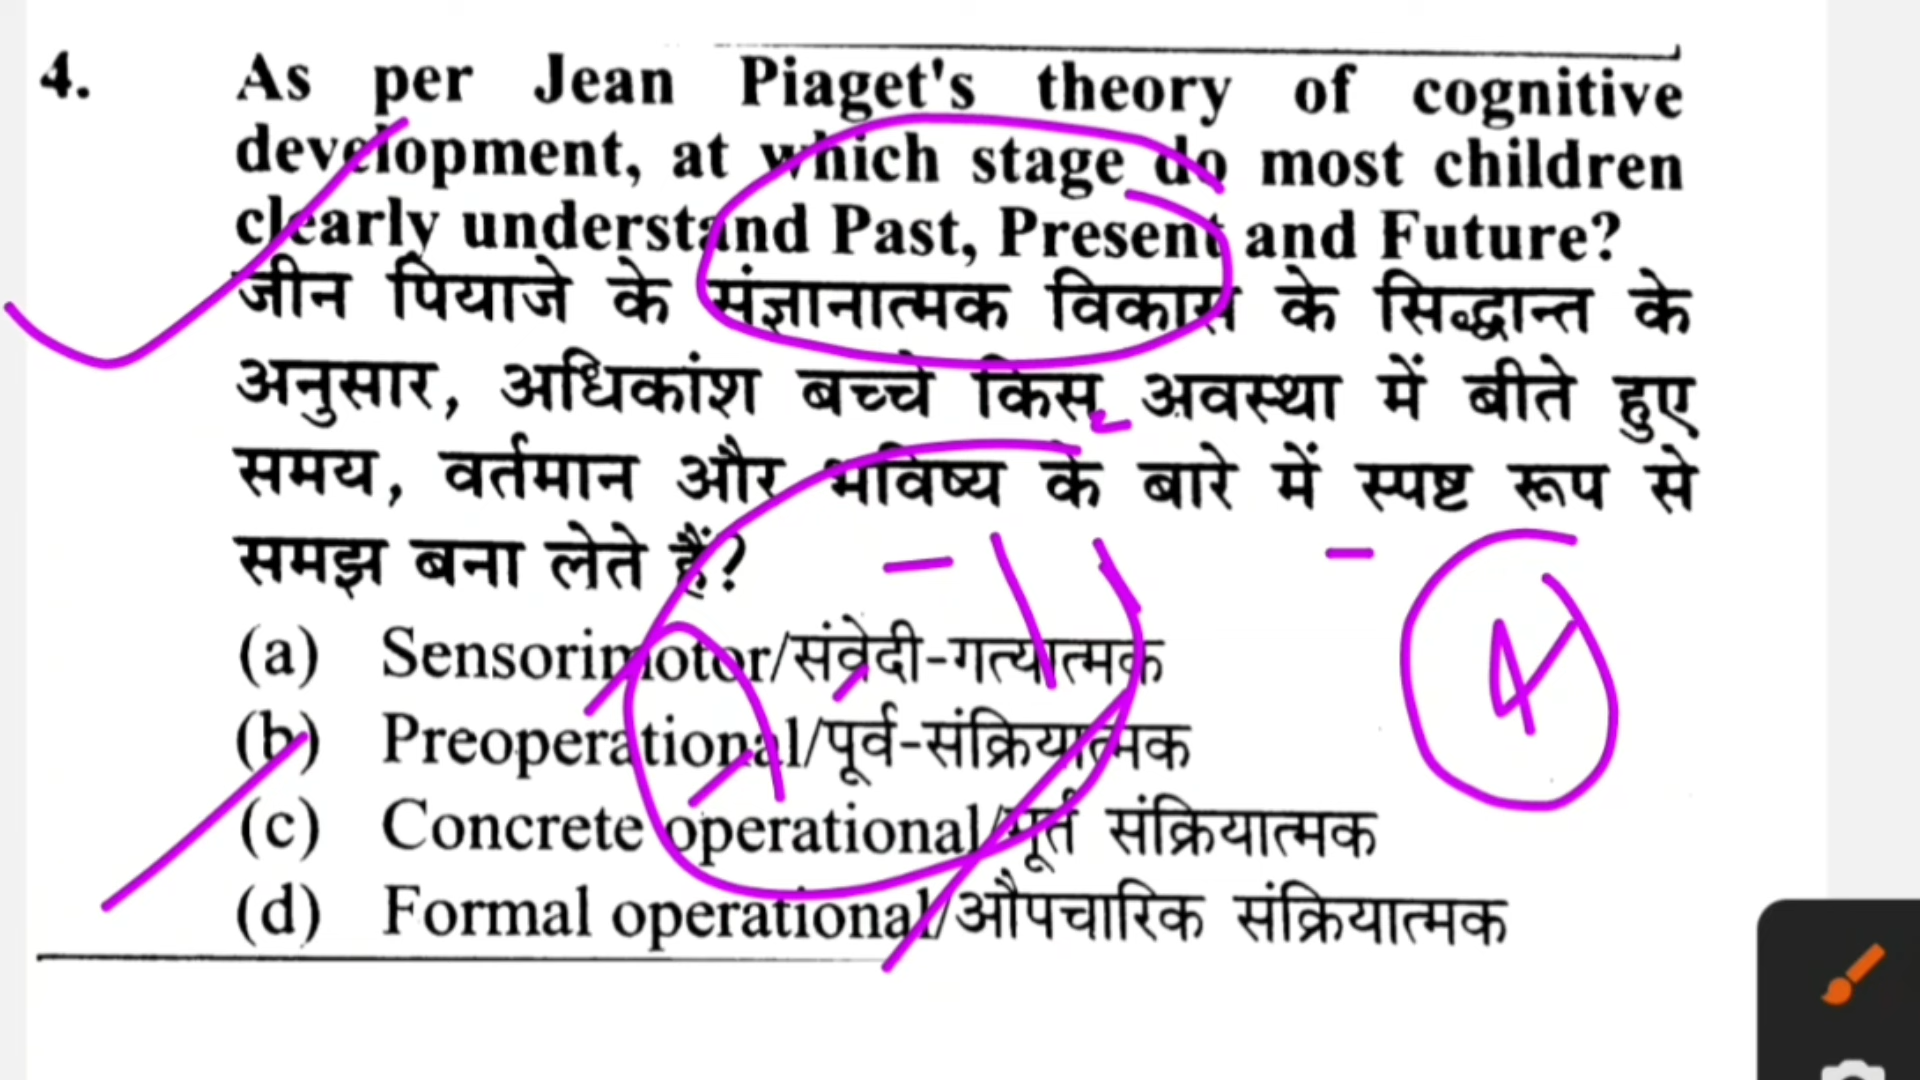 4. As per Jean Piaget's theory of cognitive
development, at which stage do most children
clearly understand Past, Present and Future?
जीन पियाजे के संज्ञानात्मक विकास के सिद्धान्त के
अनुसार, अधिकांश बच्चे किस अवस्था में बीते हुए
समय, वर्तमान और भविष्य के बारे में स्पष्ट रूप से
समझ बना लेते हैं?
(a) Sensorimotor/संवेदी-गत्यात्मक
(b) Preoperational/पूर्व-संक्रियात्मक
(c) Concrete operational/मूर्त संक्रियात्मक
(d) Formal operational/औपचारिक संक्रियात्मक
4